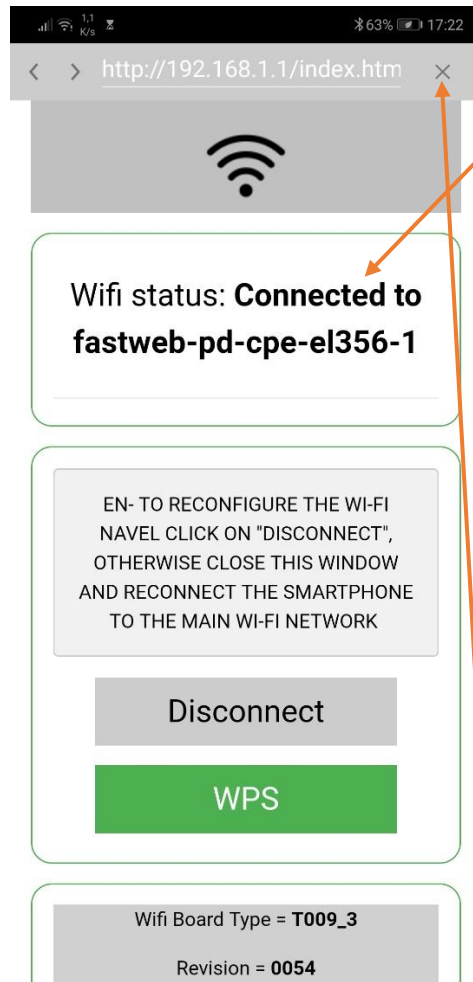 1,1
K/s
63%
17:22
http://192.168.1.1/index.htm
Wifi status: Connected to
fastweb-pd-cpe-el356-1
EN- TO RECONFIGURE THE WI-FI
NAVEL CLICK ON "DISCONNECT",
OTHERWISE CLOSE THIS WINDOW
AND RECONNECT THE SMARTPHONE
TO THE MAIN WI-FI NETWORK
Disconnect
WPS
Wifi Board Type = T009_3
Revision = 0054